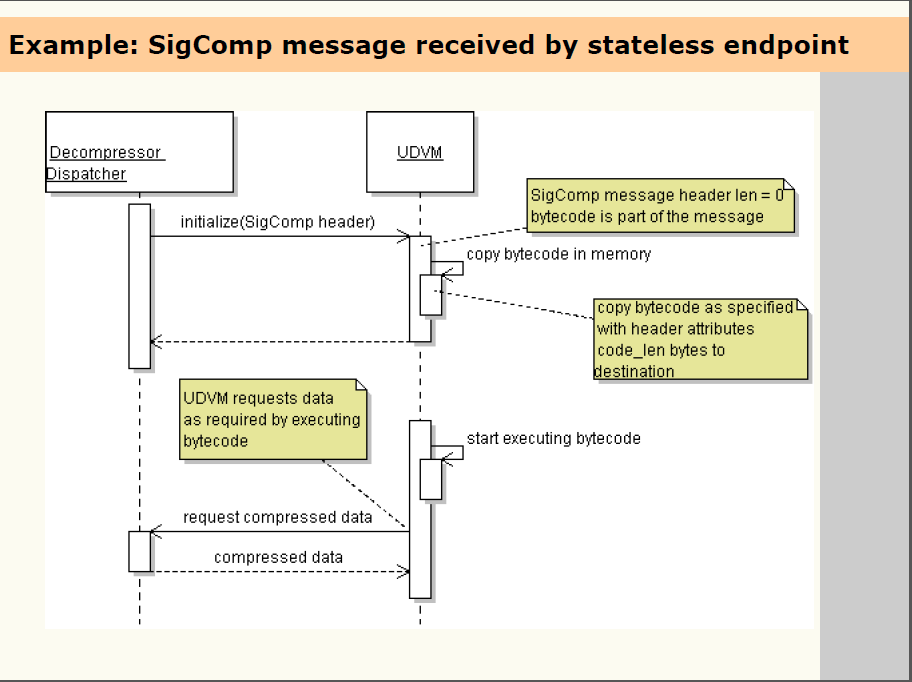 Example: SigComp message received by stateless endpoint
Decompressor
Dispatcher
UDVM
SigComp message header len = 0
bytecode is part of the message
initialize(SigComp header)
copy bytecode in memory
copy bytecode as specified
with header attributes
code_len bytes to
destination
UDVM requests data
as required by executing
bytecode
start executing bytecode
request compressed data
compressed data